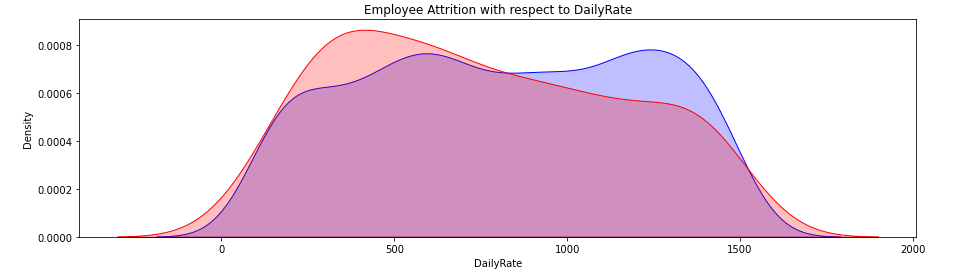 Employee Attrition with respect to DailyRate
0.0008
0.0006
0.0004
0.0002
0.0000
Density
0 500 1000 1500 2000
DailyRate